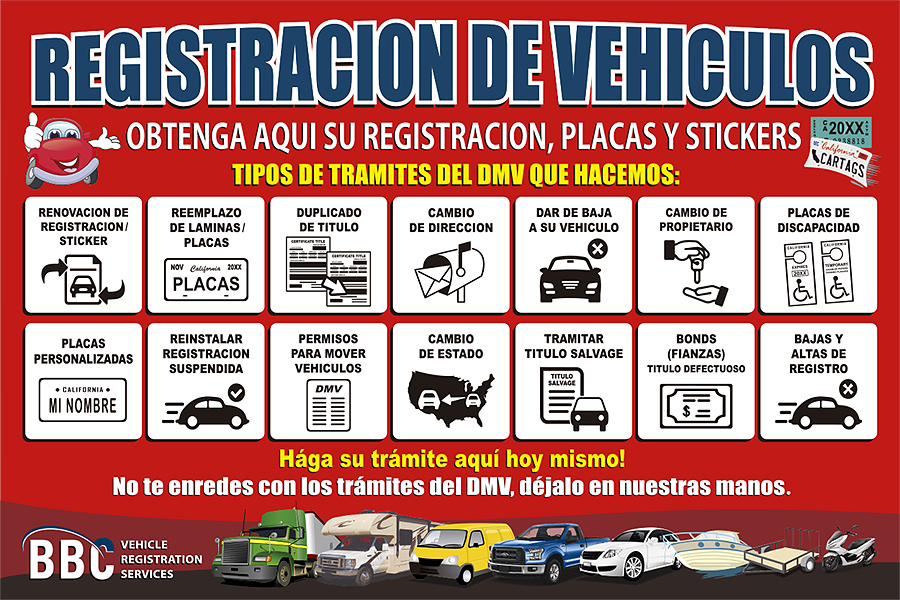 REGISTRACION DE VEHICULOS
OBTENGA AQUI SU REGISTRACION, PLACAS Y STICKERS
20XX
California
CARTAGS
TIPOS DE TRAMITES DEL DMV QUE HACEMOS:
RENOVACION DE
REGISTRACION/
STICKER
REEMPLAZO
DE LAMINAS/
PLACAS
NOV California 20XX
PLACAS
DUPLICADO
DE TITULO
CERTIFICATE TITLE
CERTIFICATE TITLE
CAMBIO
DE DIRECCION
DAR DE BAJA
A SU VEHICULO
CAMBIO DE
PROPIETARIO
PLACAS DE
DISCAPACIDAD
CALIFORNIA
EXPIRES
20XX
CALIFORNIA
TEMPORARY
PLACAS
PERSONALIZADAS
• CALIFORNIA •
MI NOMBRE
REINSTALAR
REGISTRACION
SUSPENDIDA
PERMISOS
PARA MOVER
VEHICULOS
DMV
CAMBIO
DE ESTADO
TRAMITAR
TITULO SALVAGE
TITULO
SALVAGE
BONDS
(FIANZAS)
TITULO DEFECTUOSO
$
BAJAS Y
ALTAS DE
REGISTRO
Hága su trámite aquí hoy mismo!
No te enredes con los trámites del DMV, déjalo en nuestras manos.
BBC
VEHICLE
REGISTRATION
SERVICES